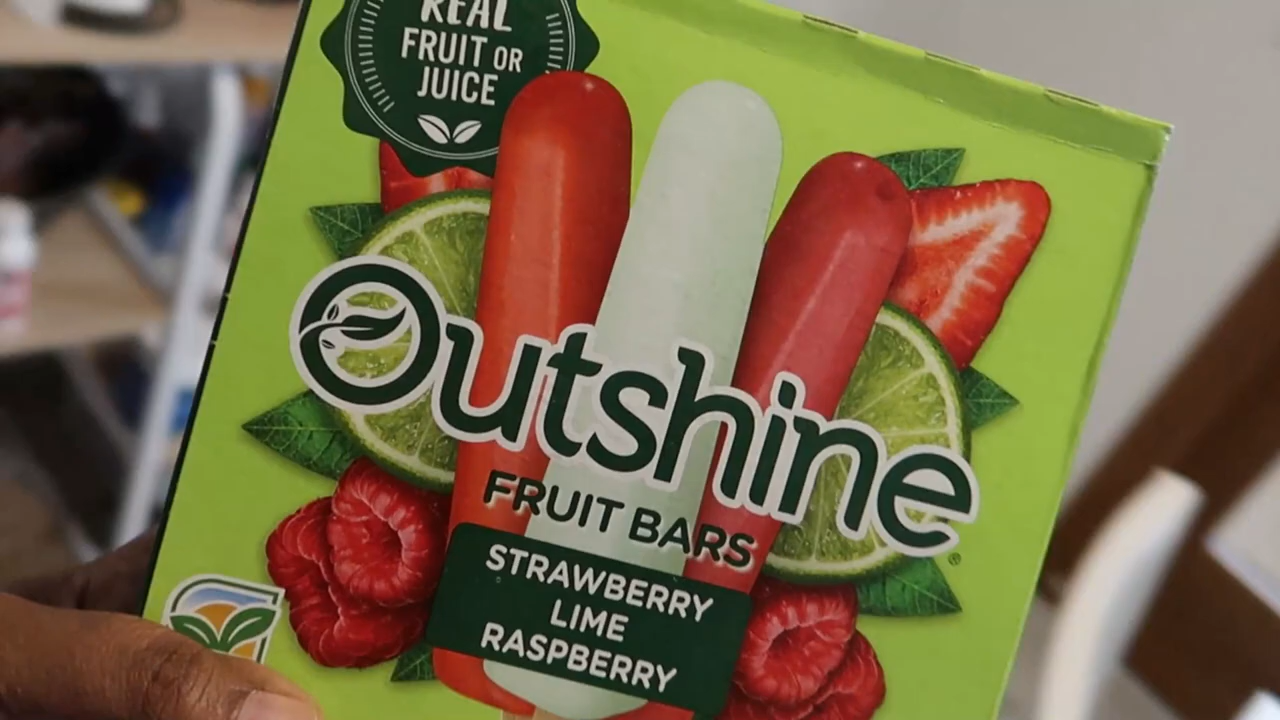 REAL
FRUIT OR
JUICE
Outshine
FRUIT BARS
STRAWBERRY
LIME
RASPBERRY